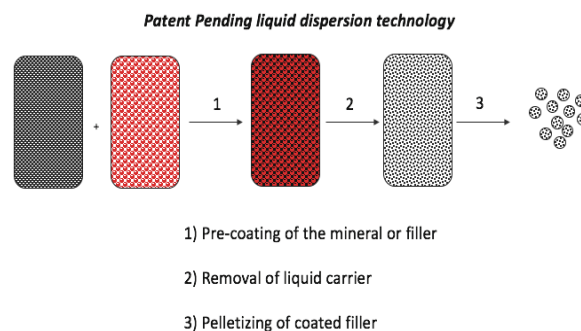 Patent Pending liquid dispersion technology
+
1
2
3
1) Pre-coating of the mineral or filler
2) Removal of liquid carrier
3) Pelletizing of coated filler